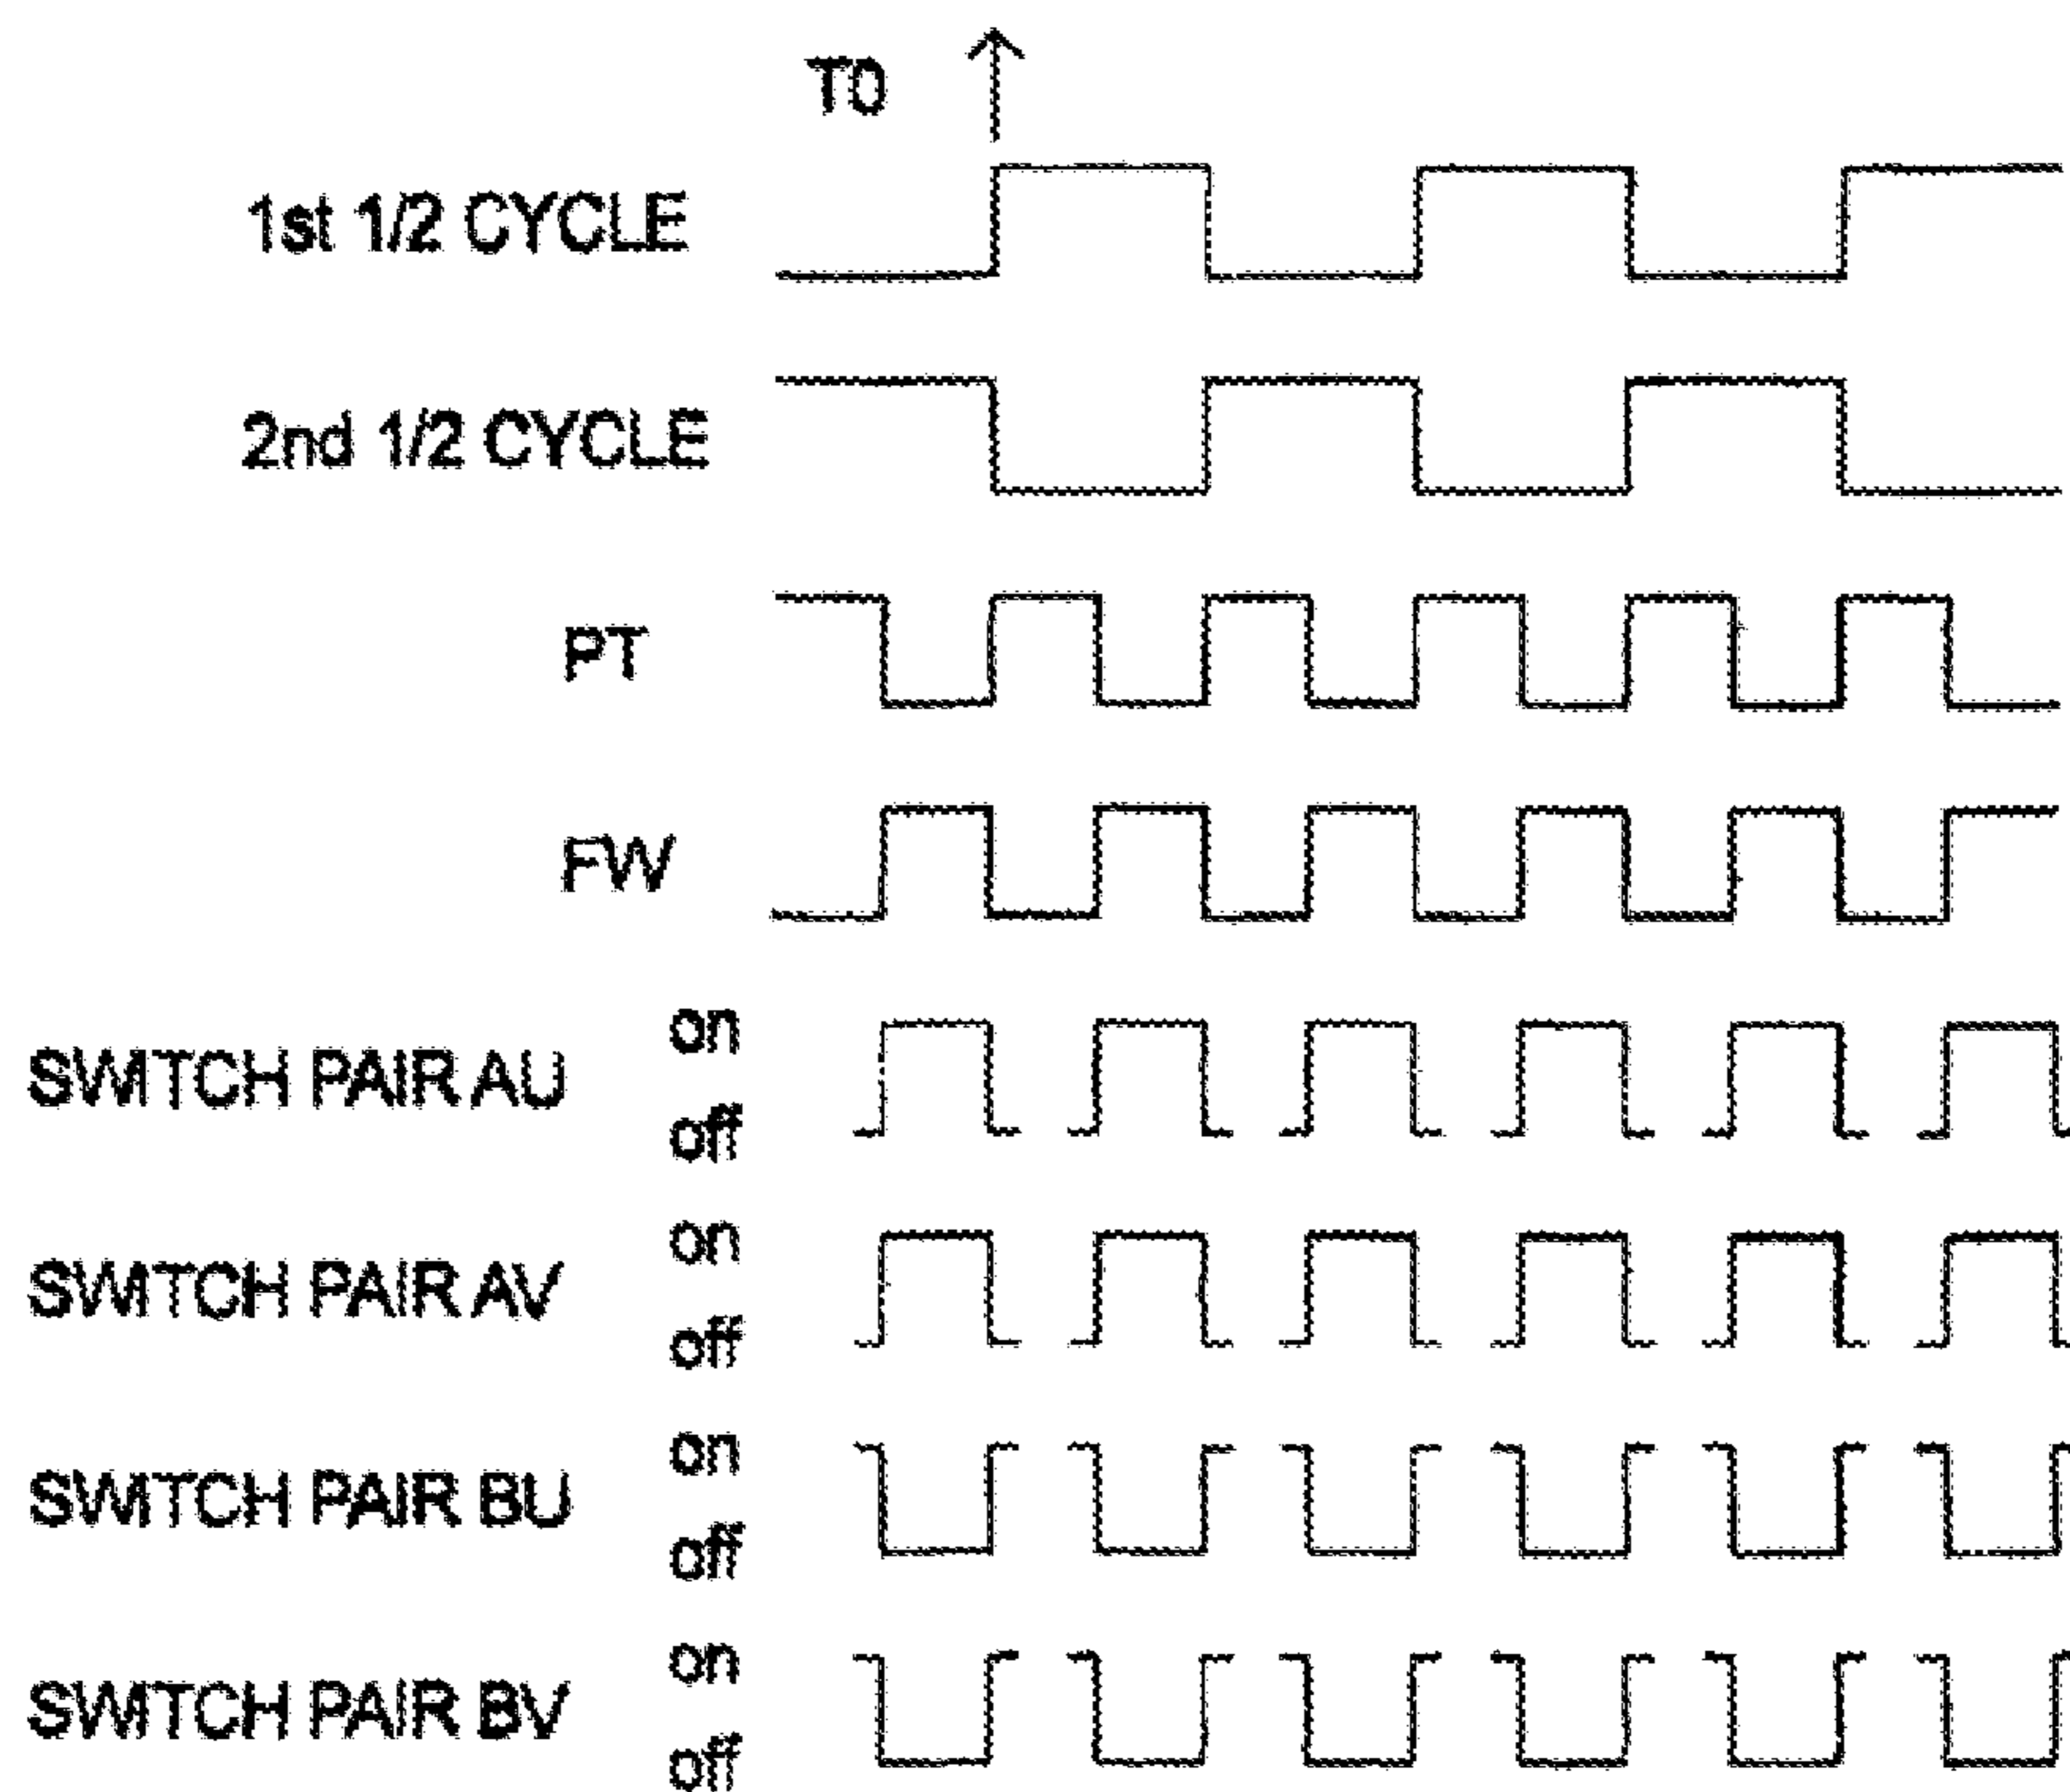 T0
1st 1/2 CYCLE
2nd 1/2 CYCLE
PT
FW
on
SWITCH PAIR AU
off
on
SWITCH PAIR AV
off
on
SWITCH PAIR BU
off
on
SWITCH PAIR BV
off